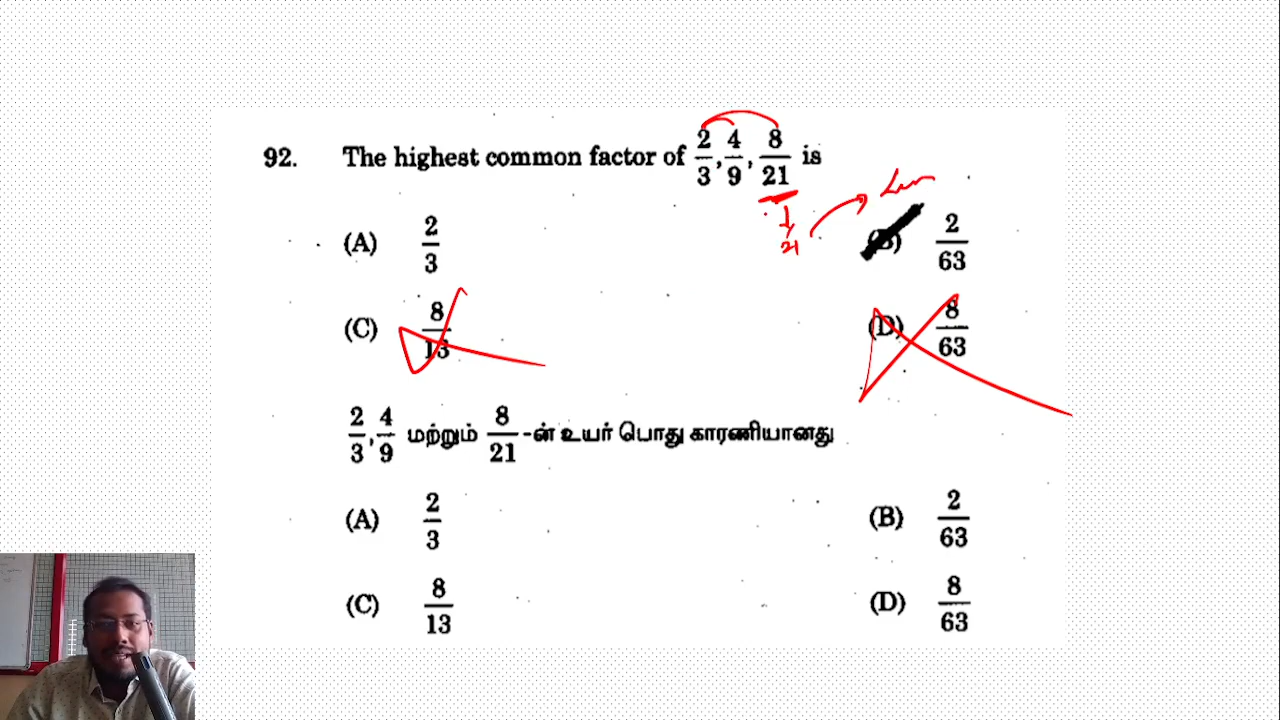 92. The highest common factor of 2/3, 4/9, 8/21 is
(A) 2/3 (B) 2/63
(C) 8/13 (D) 8/63
2/3, 4/9 மற்றும் 8/21 -ன் உயர் பொது காரணியானது
(A) 2/3 (B) 2/63
(C) 8/13 (D) 8/63